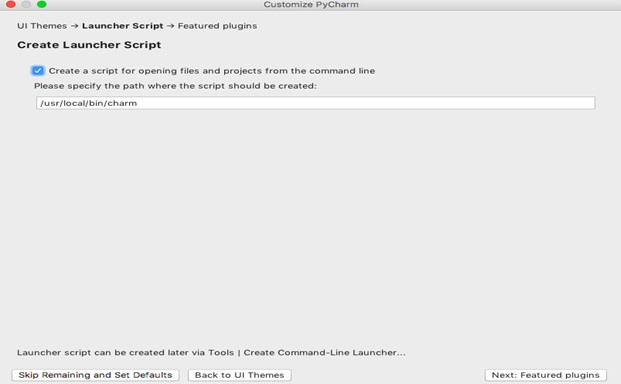 Customize PyCharm
UI Themes → Launcher Script → Featured plugins
Create Launcher Script
Create a script for opening files and projects from the command line
Please specify the path where the script should be created:
/usr/local/bin/charm
Launcher script can be created later via Tools | Create Command-Line Launcher...
Skip Remaining and Set Defaults
Back to UI Themes
Next: Featured plugins